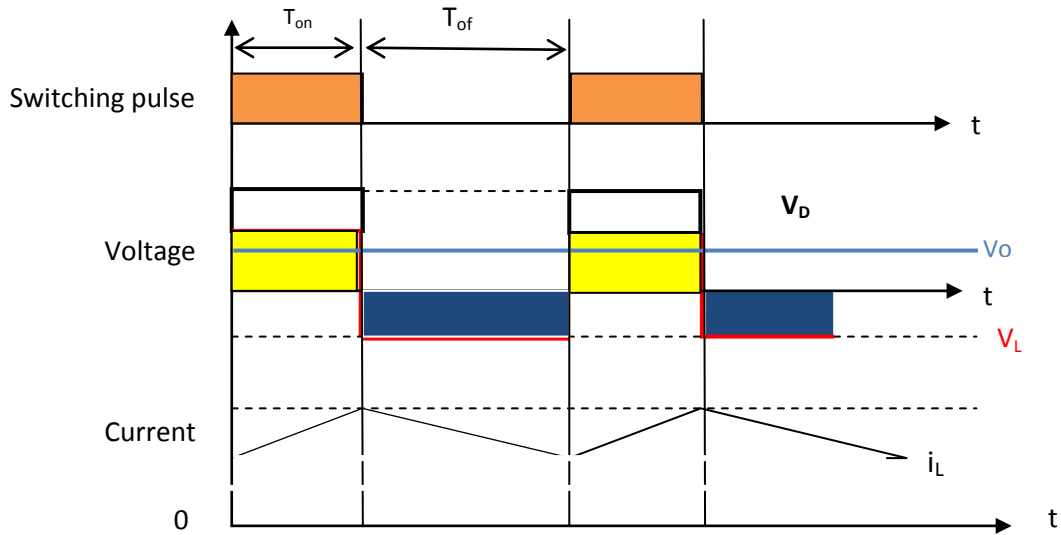 Ton
Tof
Switching pulse
t
VD
Voltage
Vo
t
VL
Current
iL
0
t